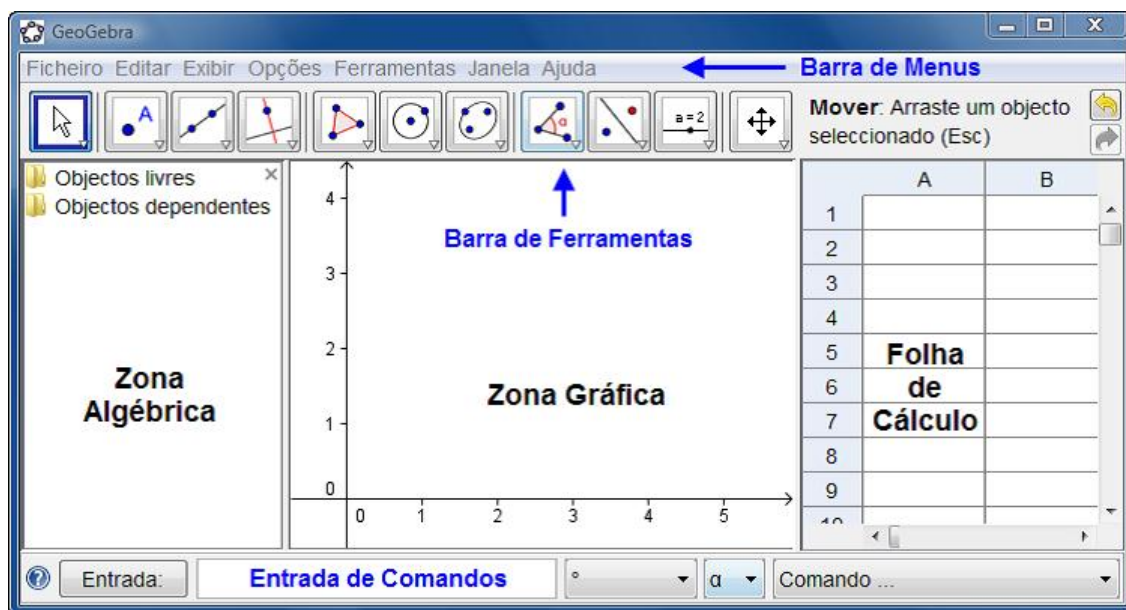 GeoGebra
Ficheiro Editar Exibir Opções Ferramentas Janela Ajuda
Barra de Menus
A
α
a = 2
Mover: Arraste um objecto
seleccionado (Esc)
Objectos livres
Objectos dependentes
Zona
Algébrica
Barra de Ferramentas
Zona Gráfica
4
3
2
1
0
0 1 2 3 4 5
A B
1
2
3
4
5
6
7
8
9
10
Folha
de
Cálculo
Entrada:
Entrada de Comandos
°
α
Comando ...